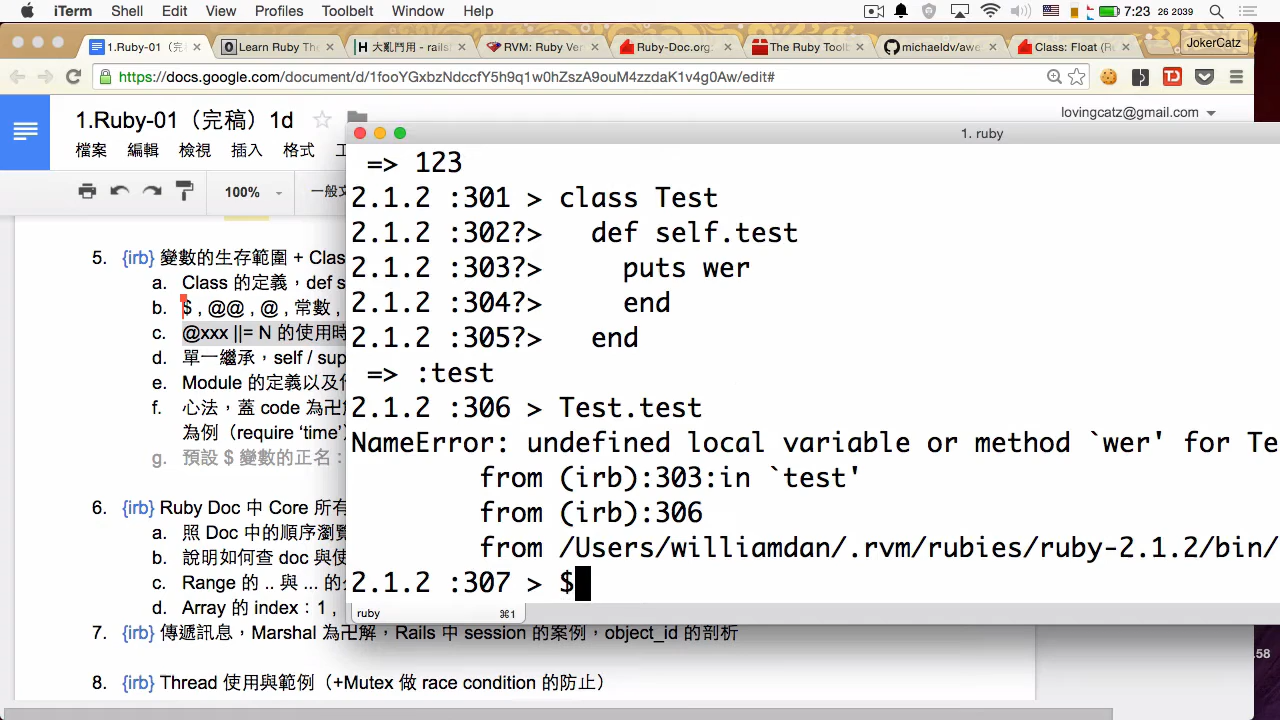 iTerm Shell Edit View Profiles Toolbelt Window Help 7:23 26 2039
1.Ruby-01（完 Learn Ruby The 大亂鬥用 - rails RVM: Ruby Ver Ruby-Doc.org The Ruby Toolb michaeldv/awe Class: Float (R JokerCatz
lovingcatz@gmail.com
1.Ruby-01（完稿）1d
檔案 編輯 檢視 插入 格式
100% 一般文
1. ruby
=> 123
2.1.2 :301 > class Test
2.1.2 :302?> def self.test
2.1.2 :303?> puts wer
2.1.2 :304?> end
2.1.2 :305?> end
=> :test
2.1.2 :306 > Test.test
NameError: undefined local variable or method `wer' for Te
from (irb):303:in `test'
from (irb):306
from /Users/williamdan/.rvm/rubies/ruby-2.1.2/bin/
2.1.2 :307 > $
ruby ⌘1
5. {irb} 變數的生存範圍 + Clas
a. Class 的定義，def s
b. $ , @@ , @ , 常數 ,
c. @xxx ||= N 的使用時
d. 單一繼承，self / sup
e. Module 的定義以及
f. 心法，蓋 code 為卍解
為例（require ‘time’）
g. 預設 $ 變數的正名：
6. {irb} Ruby Doc 中 Core 所有
a. 照 Doc 中的順序瀏覽
b. 說明如何查 doc 與使
c. Range 的 .. 與 ... 的
d. Array 的 index：1 ,
7. {irb} 傳遞訊息，Marshal 為卍解，Rails 中 session 的案例，object_id 的剖析
8. {irb} Thread 使用與範例（+Mutex 做 race condition 的防止）
:58